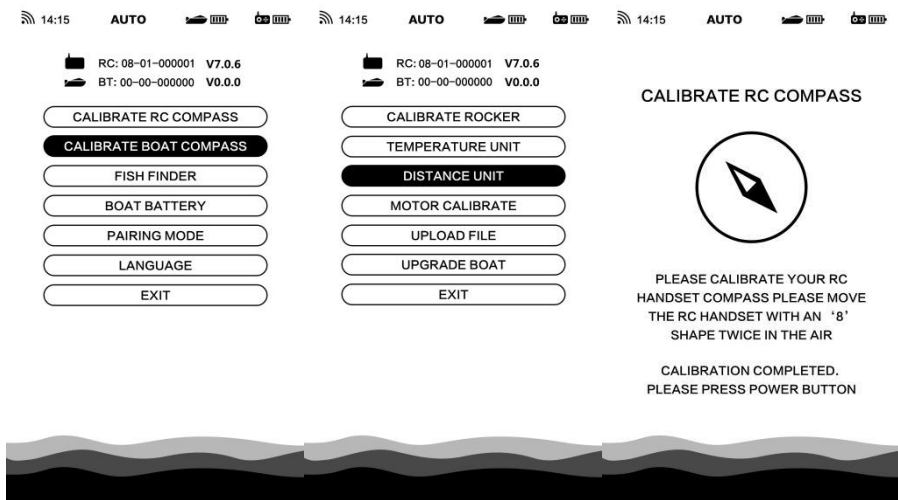 14:15 AUTO
RC: 08-01-000001 V7.0.6
BT: 00-00-000000 V0.0.0
CALIBRATE RC COMPASS
CALIBRATE BOAT COMPASS
FISH FINDER
BOAT BATTERY
PAIRING MODE
LANGUAGE
EXIT
14:15 AUTO
RC: 08-01-000001 V7.0.6
BT: 00-00-000000 V0.0.0
CALIBRATE ROCKER
TEMPERATURE UNIT
DISTANCE UNIT
MOTOR CALIBRATE
UPLOAD FILE
UPGRADE BOAT
EXIT
14:15 AUTO
CALIBRATE RC COMPASS
PLEASE CALIBRATE YOUR RC
HANDSET COMPASS PLEASE MOVE
THE RC HANDSET WITH AN ‘8’
SHAPE TWICE IN THE AIR
CALIBRATION COMPLETED.
PLEASE PRESS POWER BUTTON